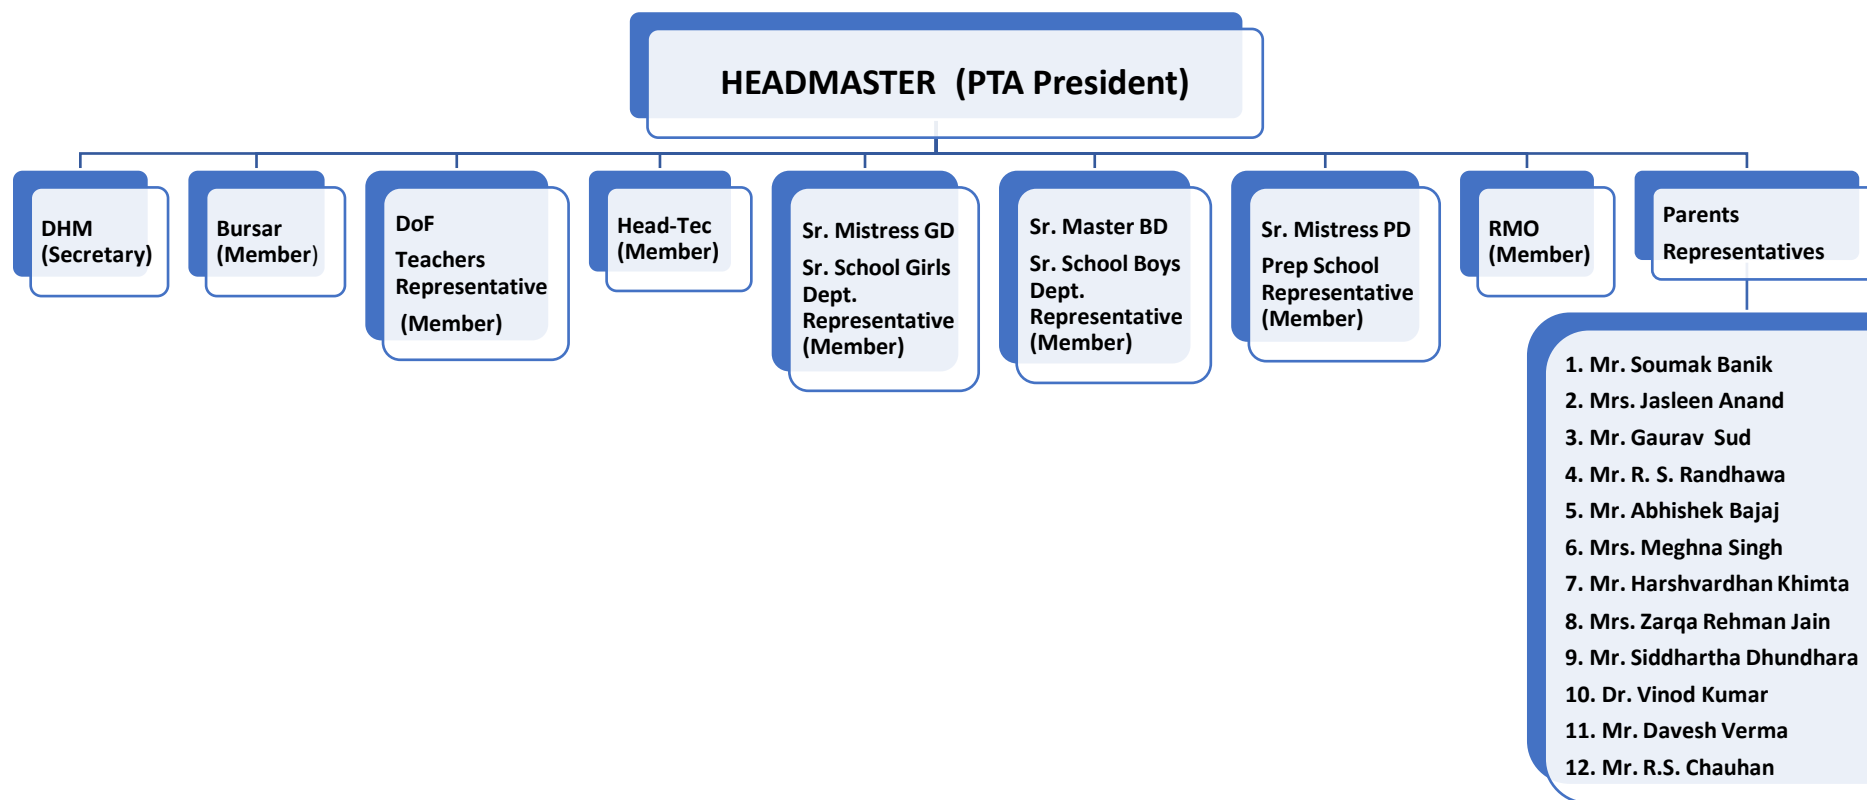 HEADMASTER (PTA President)
DHM
(Secretary)
Bursar
(Member)
DoF
Teachers
Representative
(Member)
Head-Tec
(Member)
Sr. Mistress GD
Sr. School Girls
Dept.
Representative
(Member)
Sr. Master BD
Sr. School Boys
Dept.
Representative
(Member)
Sr. Mistress PD
Prep School
Representative
(Member)
RMO
(Member)
Parents
Representatives
1. Mr. Soumak Banik
2. Mrs. Jasleen Anand
3. Mr. Gaurav Sud
4. Mr. R. S. Randhawa
5. Mr. Abhishek Bajaj
6. Mrs. Meghna Singh
7. Mr. Harshvardhan Khimta
8. Mrs. Zarqa Rehman Jain
9. Mr. Siddhartha Dhundhara
10. Dr. Vinod Kumar
11. Mr. Davesh Verma
12. Mr. R.S. Chauhan